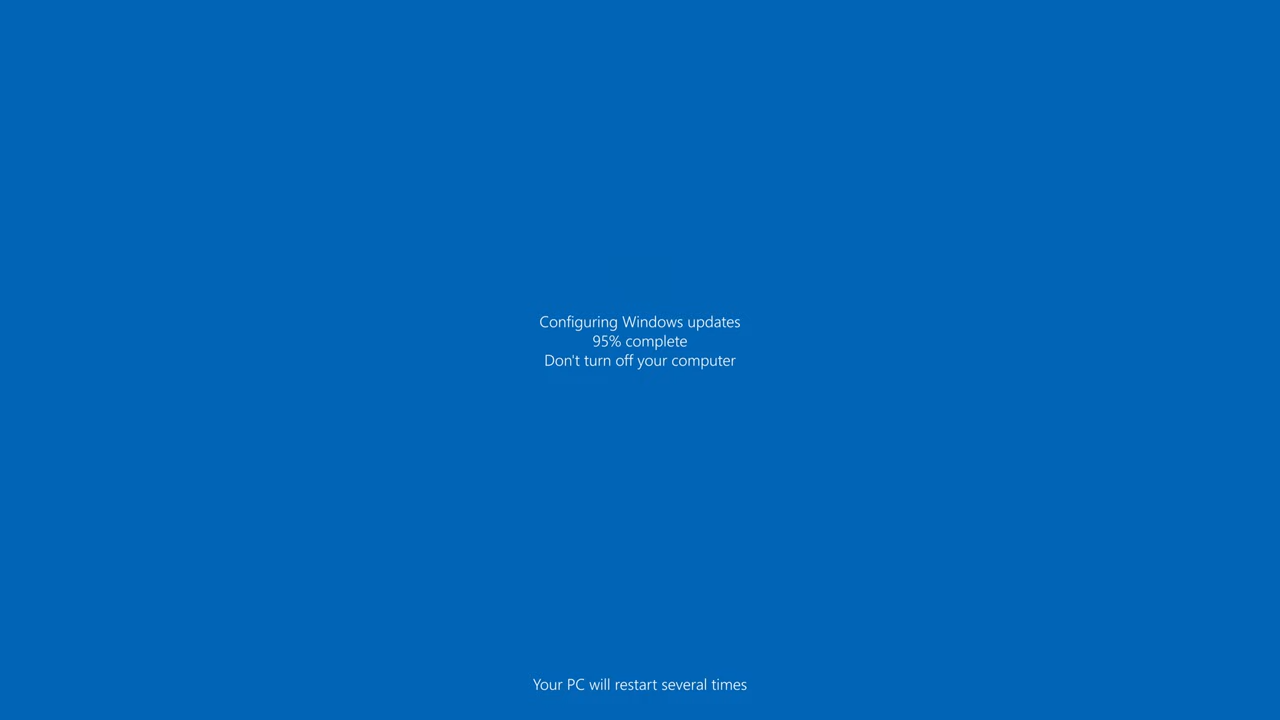 Configuring Windows updates
95% complete
Don't turn off your computer
Your PC will restart several times